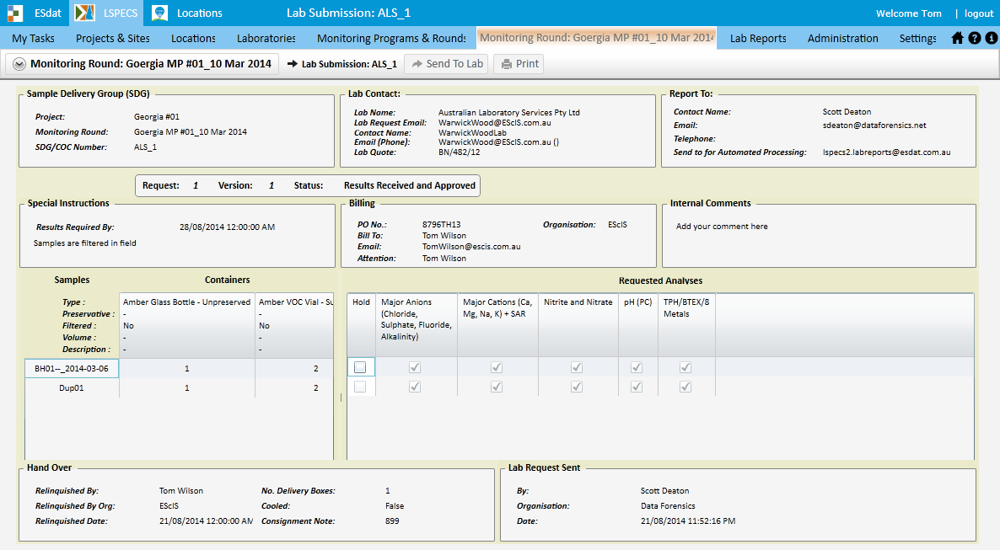 ESdat LSPECS Locations Lab Submission: ALS_1 Welcome Tom | logout
My Tasks Projects & Sites Locations Laboratories Monitoring Programs & Rounds Monitoring Round: Goergia MP #01_10 Mar 2014 Lab Reports Administration Settings
Monitoring Round: Goergia MP #01_10 Mar 2014 Lab Submission: ALS_1 Send To Lab Print
Sample Delivery Group (SDG)
Project: Georgia #01
Monitoring Round: Goergia MP #01_10 Mar 2014
SDG/COC Number: ALS_1
Lab Contact:
Lab Name: Australian Laboratory Services Pty Ltd
Lab Request Email: WarwickWood@EScIS.com.au
Contact Name: WarwickWoodLab
Email (Phone): WarwickWood@EScIS.com.au ()
Lab Quote: BN/482/12
Report To:
Contact Name: Scott Deaton
Email: sdeaton@dataforensics.net
Telephone:
Send to for Automated Processing: lspecs2.labreports@esdat.com.au
Request: 1 Version: 1 Status: Results Received and Approved
Special Instructions
Results Required By: 28/08/2014 12:00:00 AM
Samples are filtered in field
Billing
PO No.: 8796TH13 Organisation: EScIS
Bill To: Tom Wilson
Email: TomWilson@escis.com.au
Attention: Tom Wilson
Internal Comments
Add your comment here
Samples Containers
Type : Amber Glass Bottle - Unpreserved Amber VOC Vial - Su
Preservative : - -
Filtered : No No
Volume : - -
Description : - -
BH01--_2014-03-06 1 2
Dup01 1 2
Requested Analyses
Hold Major Anions Major Cations (Ca, Nitrite and Nitrate pH (PC) TPH/BTEX/8
(Chloride, Mg, Na, K) + SAR Metals
Sulphate, Fluoride,
Alkalinity)
Hand Over
Relinquished By: Tom Wilson No. Delivery Boxes: 1
Relinquished By Org: EScIS Cooled: False
Relinquished Date: 21/08/2014 12:00:00 AM Consignment Note: 899
Lab Request Sent
By: Scott Deaton
Organisation: Data Forensics
Date: 21/08/2014 11:52:16 PM